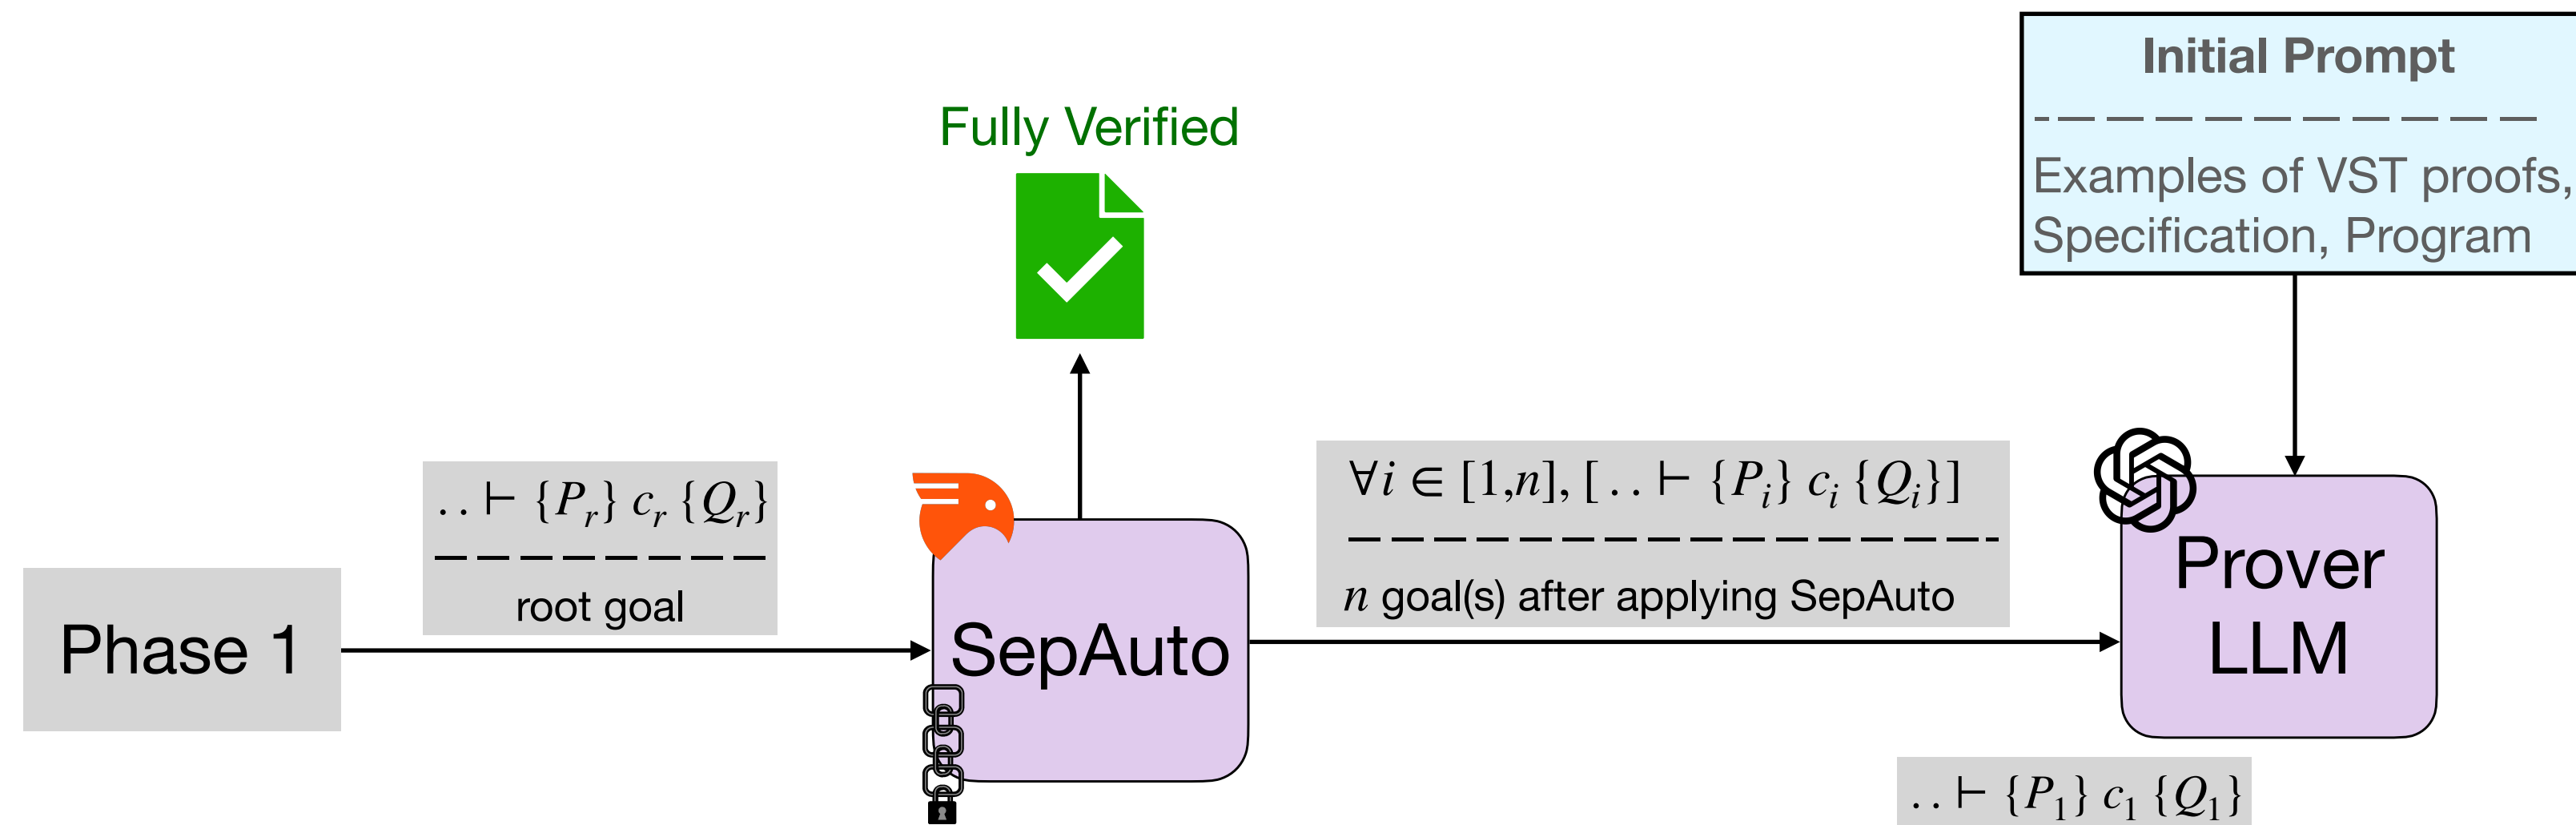 Initial Prompt
Examples of VST proofs,
Specification, Program
Fully Verified
. . ⊢ {P_r} c_r {Q_r}
root goal
∀i ∈ [1,n], [ . . ⊢ {P_i} c_i {Q_i}]
n goal(s) after applying SepAuto
Phase 1
SepAuto
Prover
LLM
. . ⊢ {P_1} c_1 {Q_1}